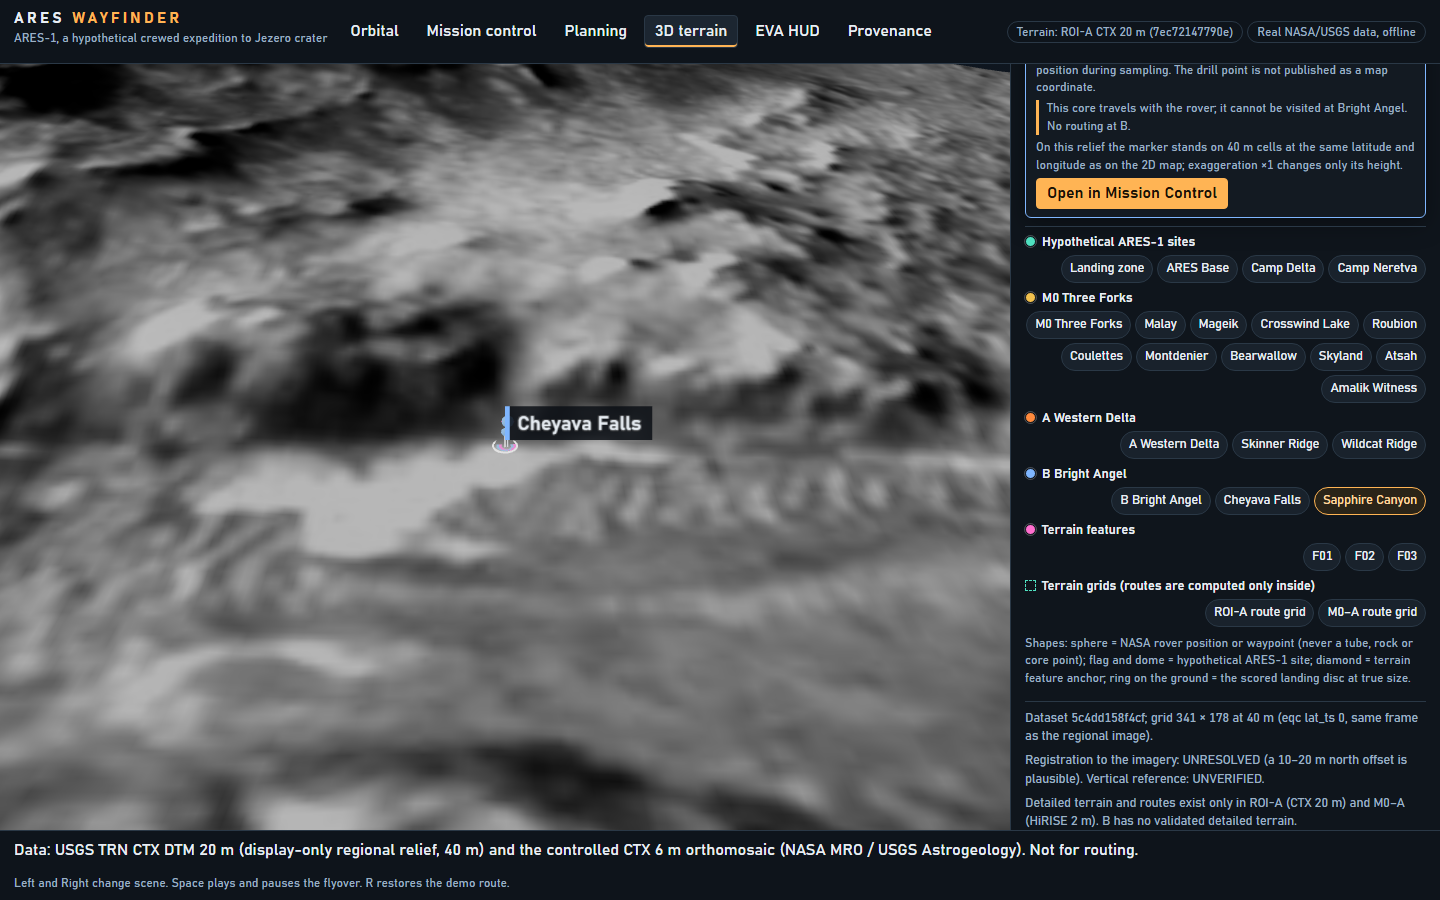 ARES WAYFINDER
ARES-1, a hypothetical crewed expedition to Jezero crater
Orbital
Mission control
Planning
3D terrain
EVA HUD
Provenance
Terrain: ROI-A CTX 20 m (7ec72147790e)
Real NASA/USGS data, offline
position during sampling. The drill point is not published as a map
coordinate.
This core travels with the rover; it cannot be visited at Bright Angel.
No routing at B.
On this relief the marker stands on 40 m cells at the same latitude and
longitude as on the 2D map; exaggeration ×1 changes only its height.
Open in Mission Control
Hypothetical ARES-1 sites
Landing zone
ARES Base
Camp Delta
Camp Neretva
M0 Three Forks
M0 Three Forks
Malay
Mageik
Crosswind Lake
Roubion
Coulettes
Montdenier
Bearwallow
Skyland
Atsah
Amalik Witness
A Western Delta
A Western Delta
Skinner Ridge
Wildcat Ridge
B Bright Angel
B Bright Angel
Cheyava Falls
Sapphire Canyon
Terrain features
F01
F02
F03
Terrain grids (routes are computed only inside)
ROI-A route grid
M0–A route grid
Shapes: sphere = NASA rover position or waypoint (never a tube, rock or
core point); flag and dome = hypothetical ARES-1 site; diamond = terrain
feature anchor; ring on the ground = the scored landing disc at true size.
Dataset 5c4dd158f4cf; grid 341 × 178 at 40 m (eqc lat_ts 0, same frame
as the regional image).
Registration to the imagery: UNRESOLVED (a 10–20 m north offset is
plausible). Vertical reference: UNVERIFIED.
Detailed terrain and routes exist only in ROI-A (CTX 20 m) and M0–A
(HiRISE 2 m). B has no validated detailed terrain.
Cheyava Falls
Data: USGS TRN CTX DTM 20 m (display-only regional relief, 40 m) and the controlled CTX 6 m orthomosaic (NASA MRO / USGS Astrogeology). Not for routing.
Left and Right change scene. Space plays and pauses the flyover. R restores the demo route.